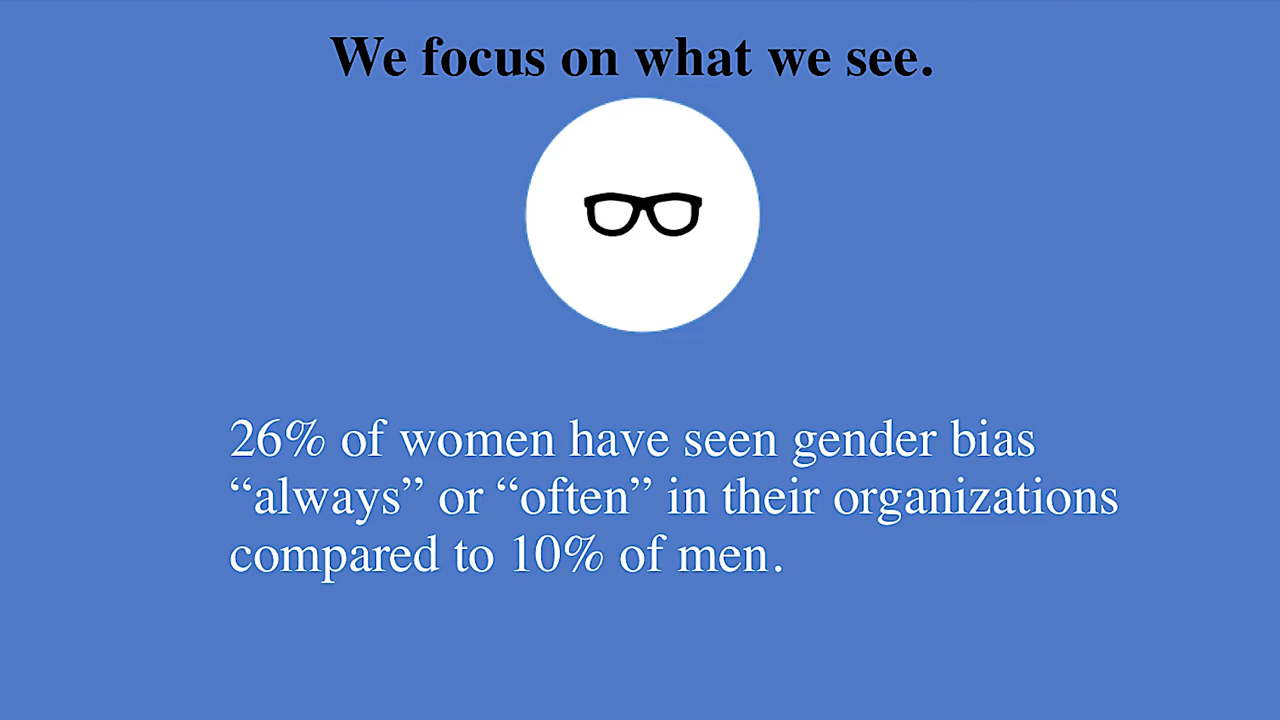 We focus on what we see.
26% of women have seen gender bias
“always” or “often” in their organizations
compared to 10% of men.